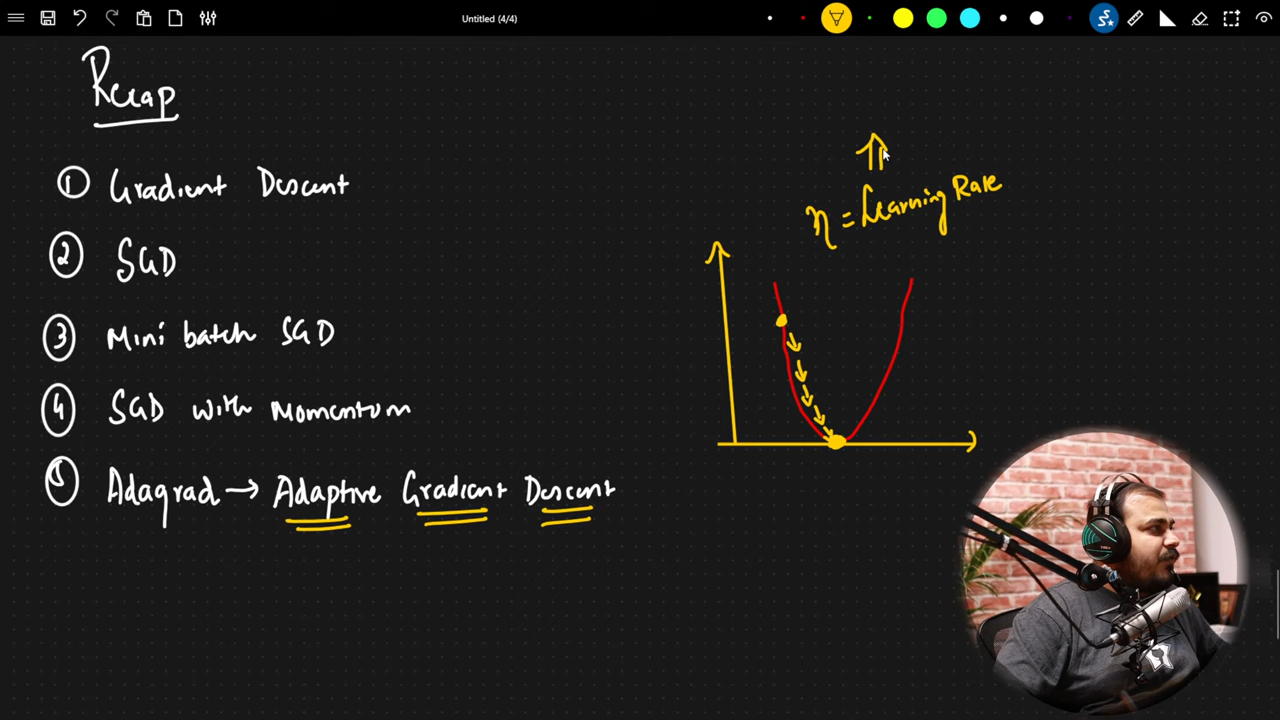 Untitled (4/4)
Recap
① Gradient Descent
② SGD
③ Mini batch SGD
④ SGD with Momentum
⑤ Adagrad → Adaptive Gradient Descent
η = Learning Rate